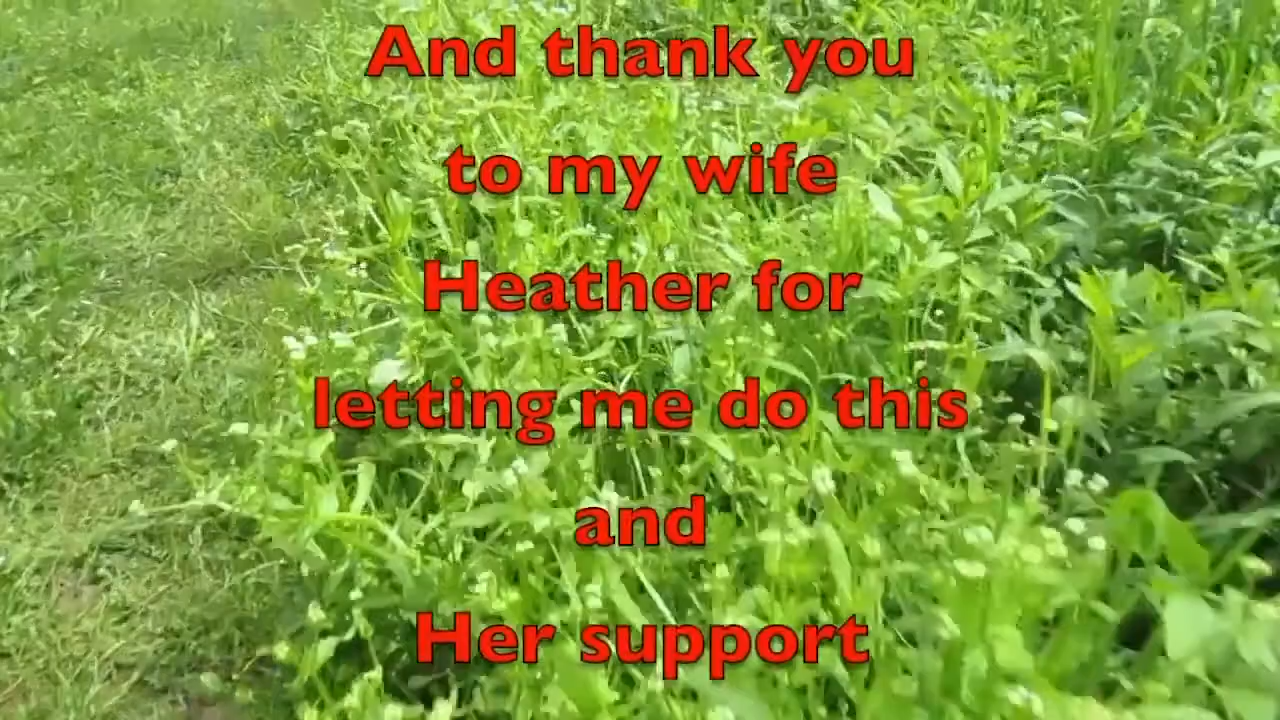 And thank you
to my wife
Heather for
letting me do this
and
Her support